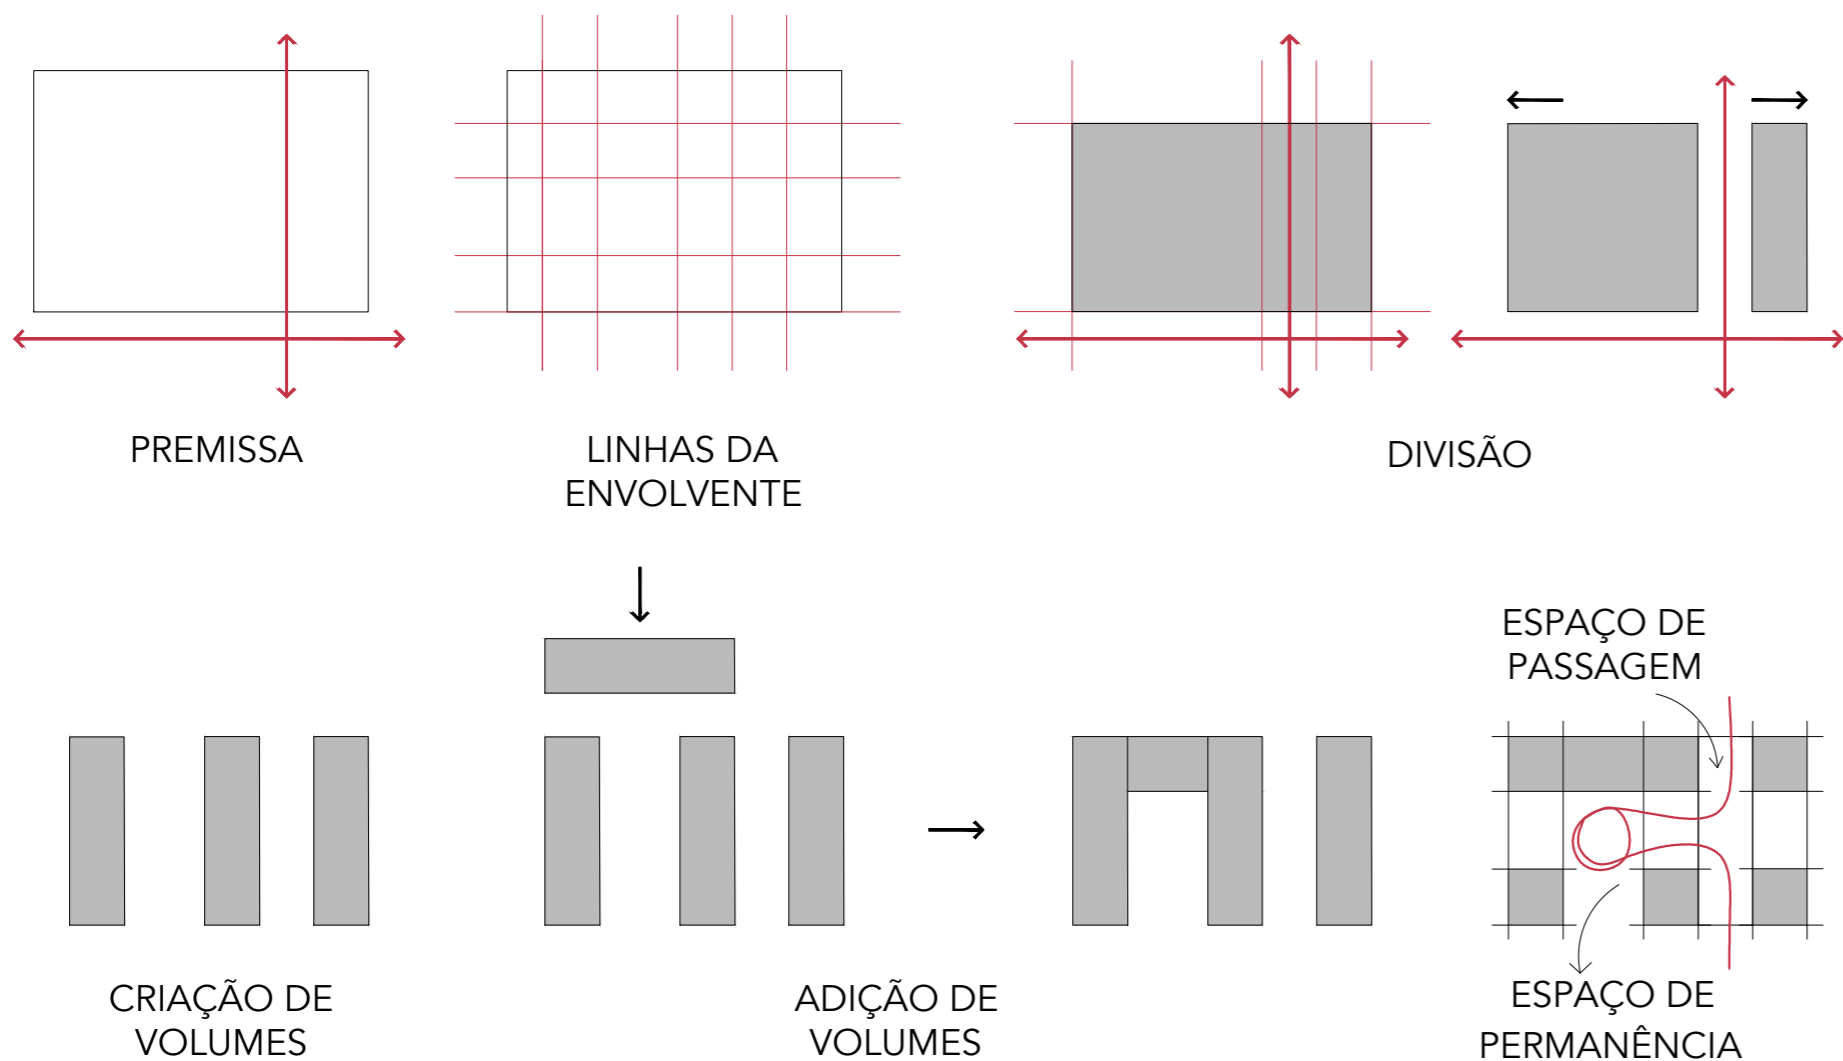 PREMISSA
LINHAS DA
ENVOLVENTE
DIVISÃO
CRIAÇÃO DE
VOLUMES
ADIÇÃO DE
VOLUMES
ESPAÇO DE
PASSAGEM
ESPAÇO DE
PERMANÊNCIA